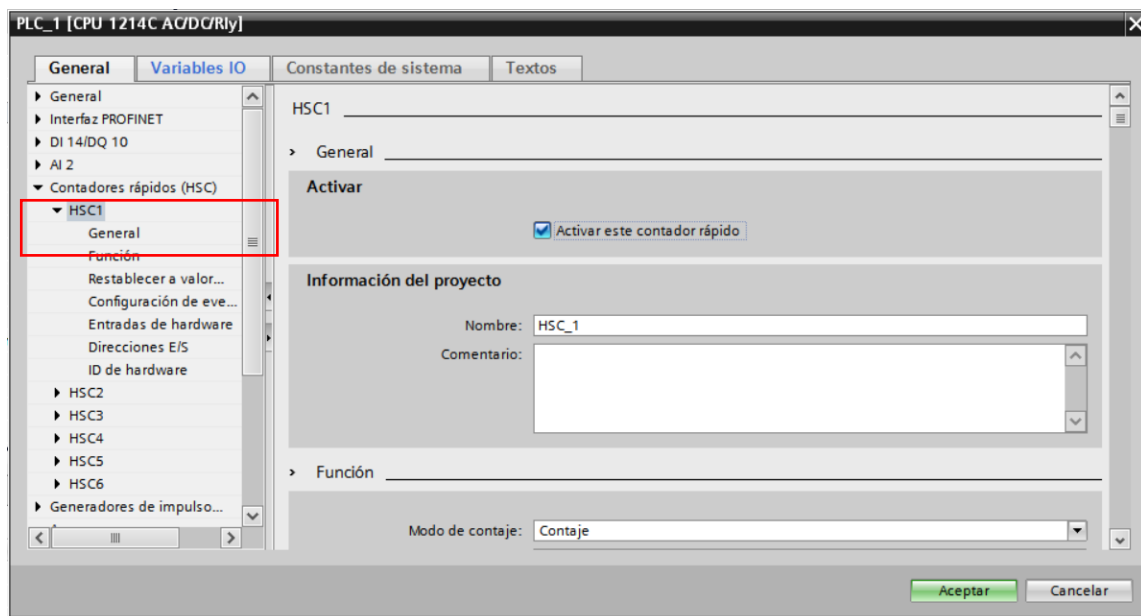 PLC_1 [CPU 1214C AC/DC/Rly]
General
Variables IO
Constantes de sistema
Textos
General
Interfaz PROFINET
DI 14/DQ 10
AI 2
Contadores rápidos (HSC)
HSC1
General
Función
Restablecer a valor...
Configuración de eve...
Entradas de hardware
Direcciones E/S
ID de hardware
HSC2
HSC3
HSC4
HSC5
HSC6
Generadores de impulso...
HSC1
General
Activar
Activar este contador rápido
Información del proyecto
Nombre: HSC_1
Comentario:
Función
Modo de contaje: Contaje
Aceptar
Cancelar